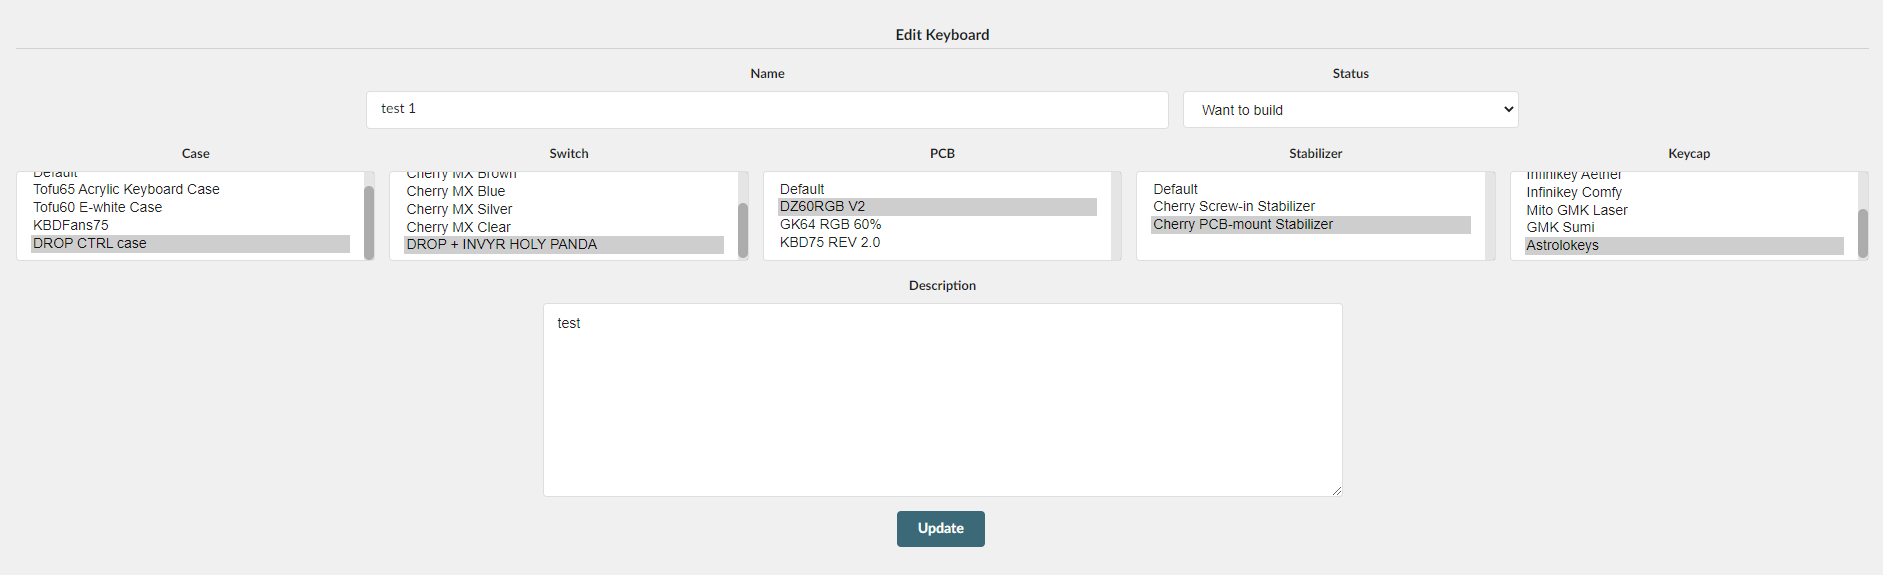 Edit Keyboard
Name
Status
test 1
Want to build
Case
Switch
PCB
Stabilizer
Keycap
Default
Tofu65 Acrylic Keyboard Case
Tofu60 E-white Case
KBDFans75
DROP CTRL case
Cherry MX Brown
Cherry MX Blue
Cherry MX Silver
Cherry MX Clear
DROP + INVYR HOLY PANDA
Default
DZ60RGB V2
GK64 RGB 60%
KBD75 REV 2.0
Default
Cherry Screw-in Stabilizer
Cherry PCB-mount Stabilizer
Infinikey Aether
Infinikey Comfy
Mito GMK Laser
GMK Sumi
Astrolokeys
Description
test
Update